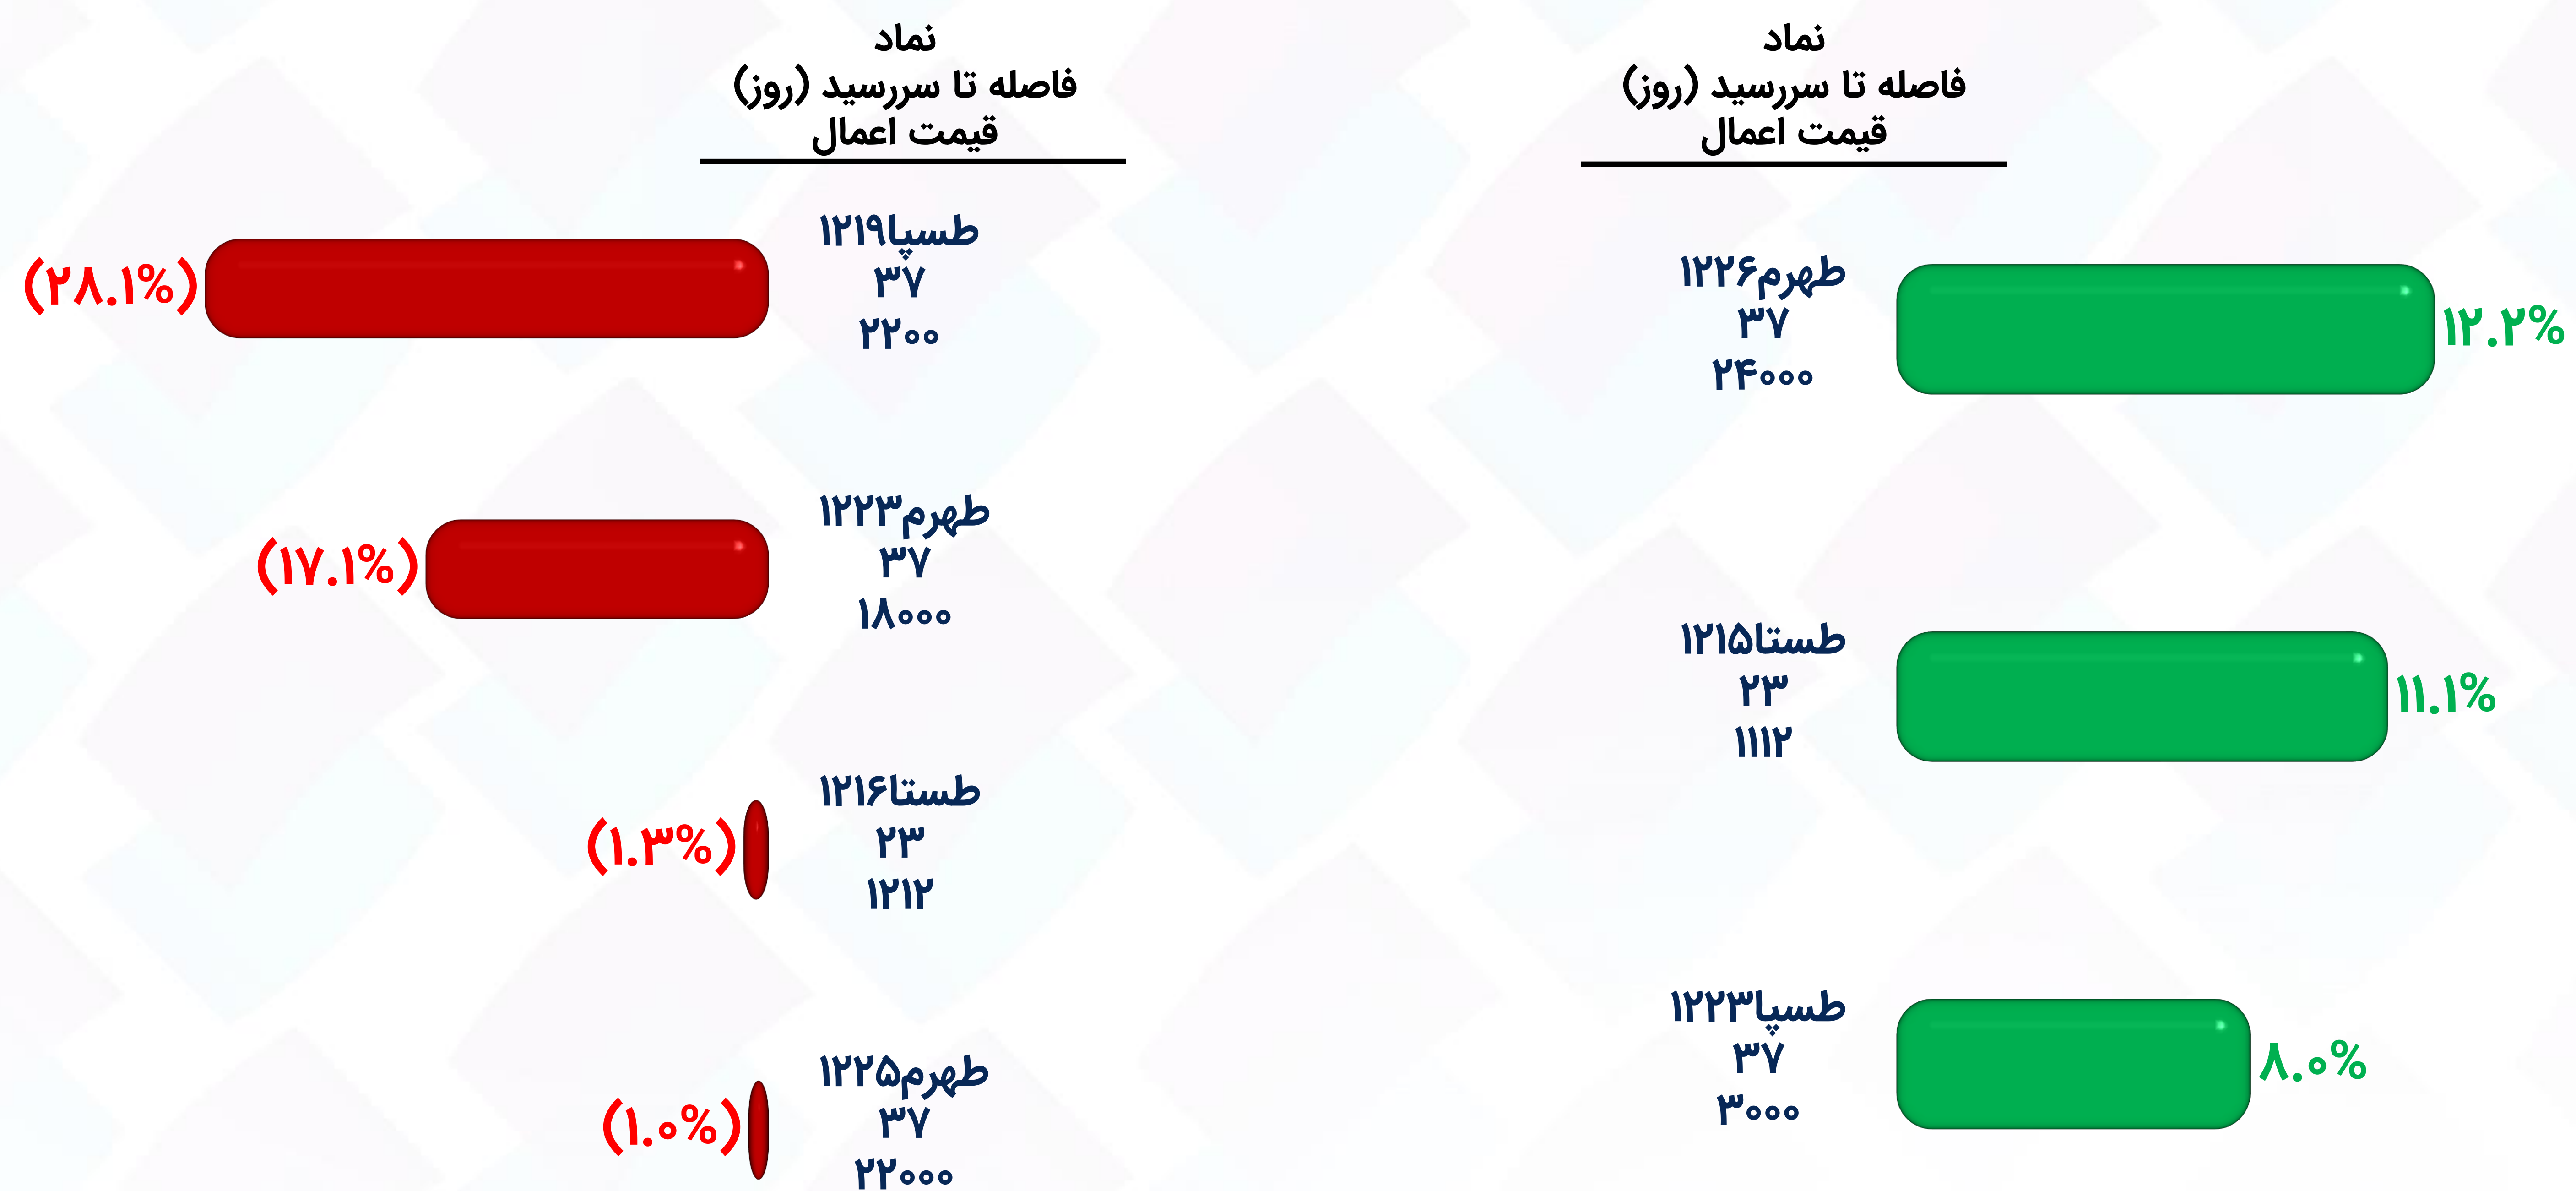 نماد
فاصله تا سررسید (روز)
قیمت اعمال
طهرم۱۲۲۶
۳۷
۲۴۰۰۰
۱۲.۲%
طستا۱۲۱۵
۲۳
۱۱۱۲
۱۱.۱%
طسپا۱۲۲۳
۳۷
۳۰۰۰
۸.۰%
نماد
فاصله تا سررسید (روز)
قیمت اعمال
طسپا۱۲۱۹
۳۷
۲۲۰۰
(۲۸.۱%)
طهرم۱۲۲۳
۳۷
۱۸۰۰۰
(۱۷.۱%)
طستا۱۲۱۶
۲۳
۱۲۱۲
(۱.۳%)
طهرم۱۲۲۵
۳۷
۲۲۰۰۰
(۱.۰%)